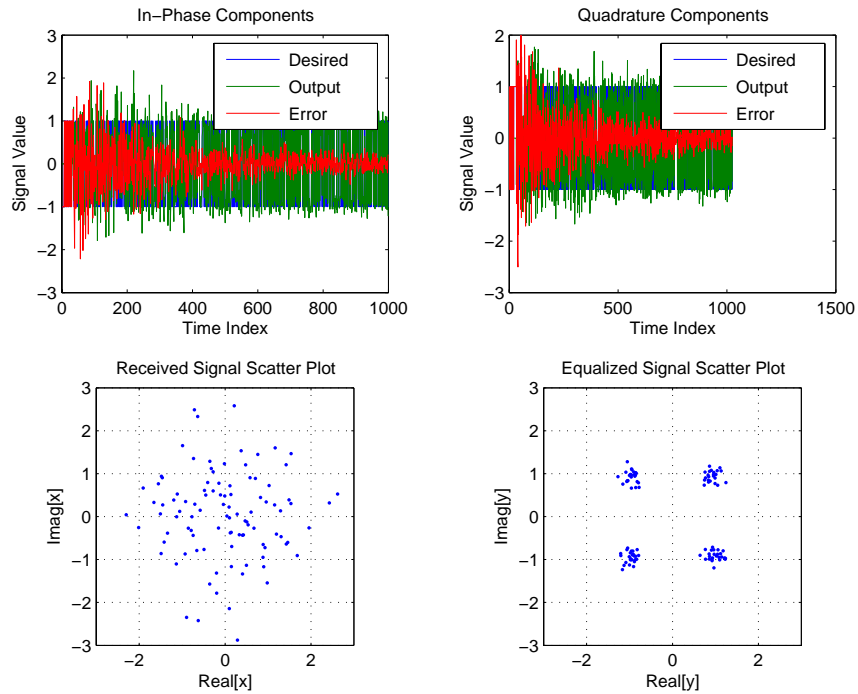 In−Phase Components
3
2
1
0
−1
−2
−3
Signal Value
0
200
400
600
800
1000
Time Index
Desired
Output
Error
Quadrature Components
2
1
0
−1
−2
−3
Signal Value
0
500
1000
1500
Time Index
Desired
Output
Error
Received Signal Scatter Plot
3
2
1
0
−1
−2
−3
Imag[x]
−2
0
2
Real[x]
Equalized Signal Scatter Plot
3
2
1
0
−1
−2
−3
Imag[y]
−2
0
2
Real[y]